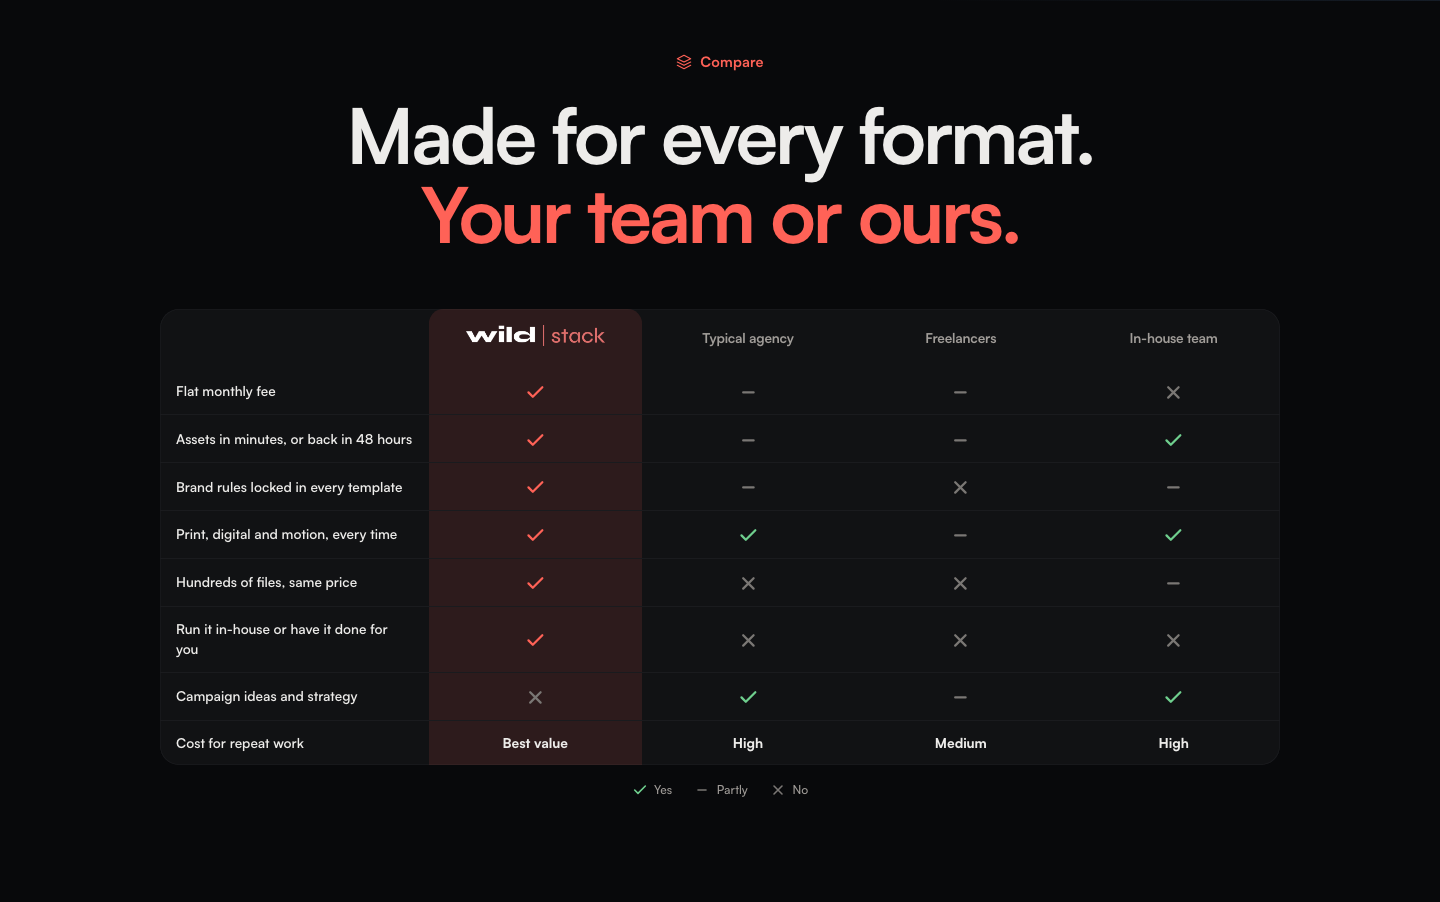 Compare
Made for every format.
Your team or ours.
wild | stack
Typical agency
Freelancers
In-house team
Flat monthly fee
Assets in minutes, or back in 48 hours
Brand rules locked in every template
Print, digital and motion, every time
Hundreds of files, same price
Run it in-house or have it done for
you
Campaign ideas and strategy
Cost for repeat work
Best value
High
Medium
High
Yes
Partly
No